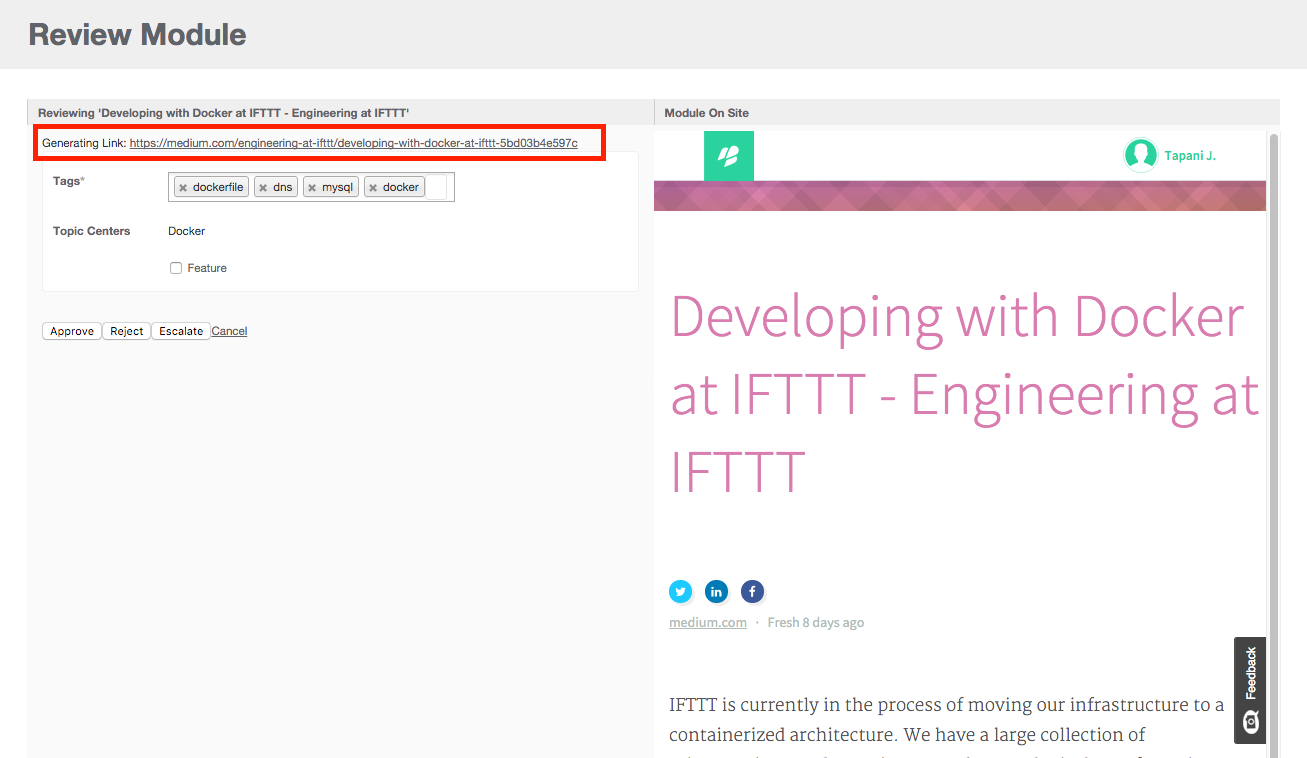 Review Module
Reviewing 'Developing with Docker at IFTTT - Engineering at IFTTT'
Generating Link: https://medium.com/engineering-at-ifttt/developing-with-docker-at-ifttt-5bd03b4e597c
Tags*
× dockerfile × dns × mysql × docker
Topic Centers Docker
Feature
Approve Reject Escalate Cancel
Module On Site
Tapani J.
Developing with Docker
at IFTTT - Engineering at
IFTTT
in f
medium.com · Fresh 8 days ago
IFTTT is currently in the process of moving our infrastructure to a
containerized architecture. We have a large collection of
Feedback